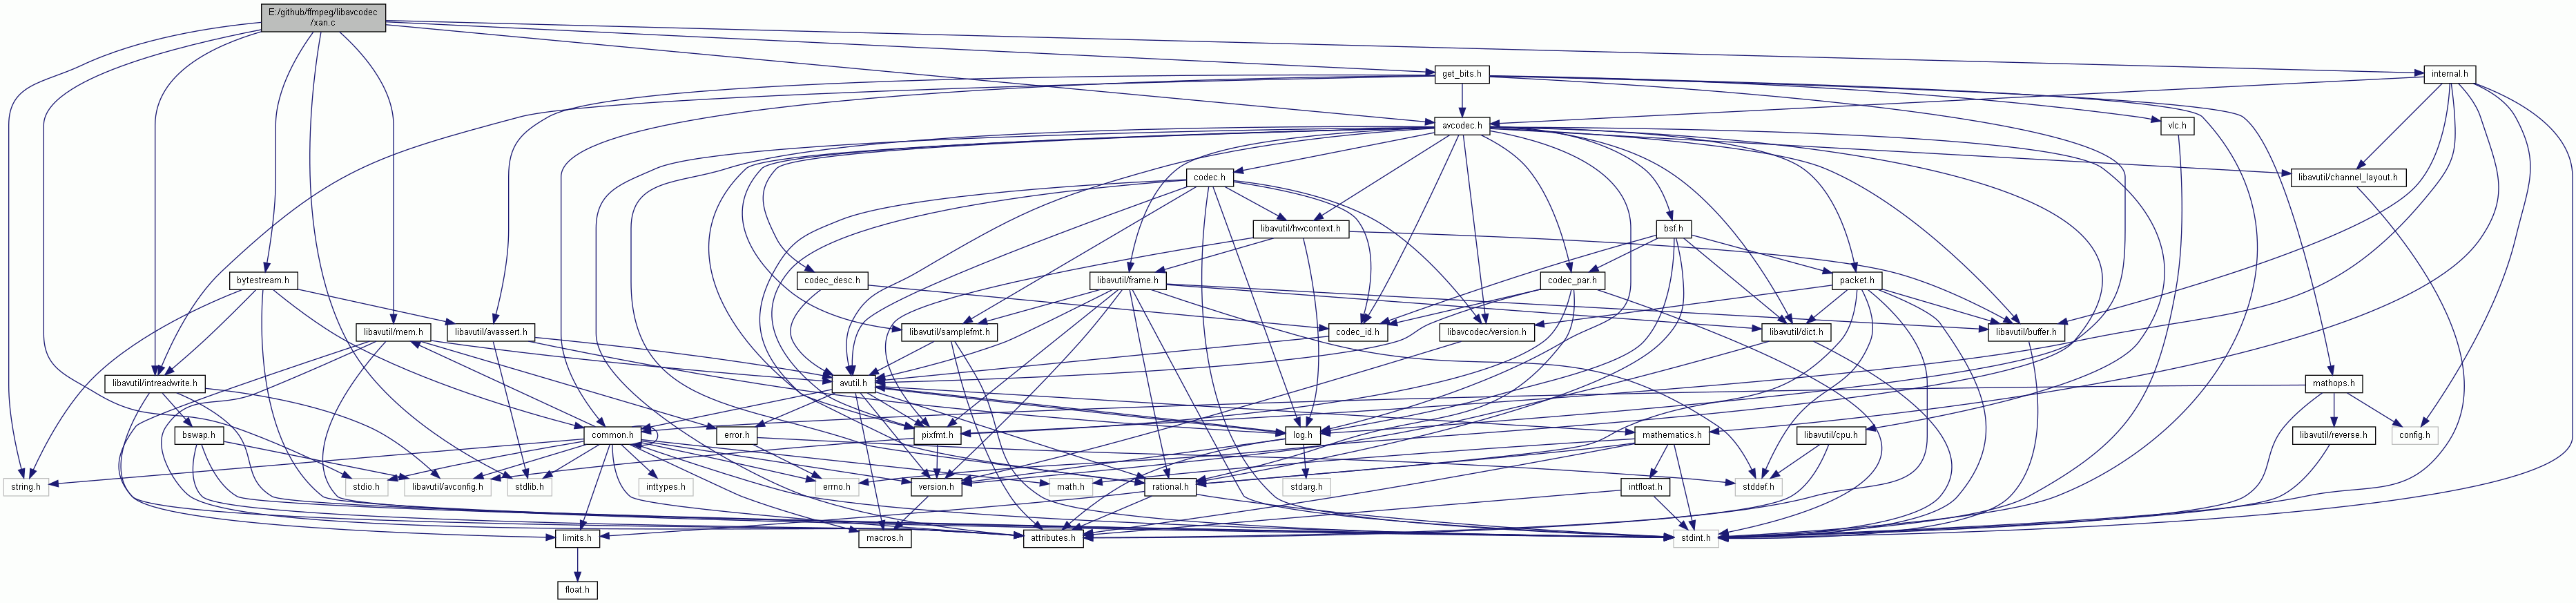 E:/github/ffmpeg/libavcodec
/xan.c
get_bits.h
internal.h
avcodec.h
vlc.h
codec.h
libavutil/channel_layout.h
libavutil/hwcontext.h
bsf.h
bytestream.h
codec_desc.h
libavutil/frame.h
codec_par.h
packet.h
libavutil/mem.h
libavutil/avassert.h
libavutil/samplefmt.h
codec_id.h
libavcodec/version.h
libavutil/dict.h
libavutil/buffer.h
libavutil/intreadwrite.h
avutil.h
mathops.h
bswap.h
common.h
error.h
pixfmt.h
log.h
mathematics.h
libavutil/cpu.h
libavutil/reverse.h
config.h
string.h
stdio.h
libavutil/avconfig.h
stdlib.h
inttypes.h
errno.h
version.h
math.h
rational.h
stdarg.h
intfloat.h
stddef.h
limits.h
macros.h
attributes.h
stdint.h
float.h